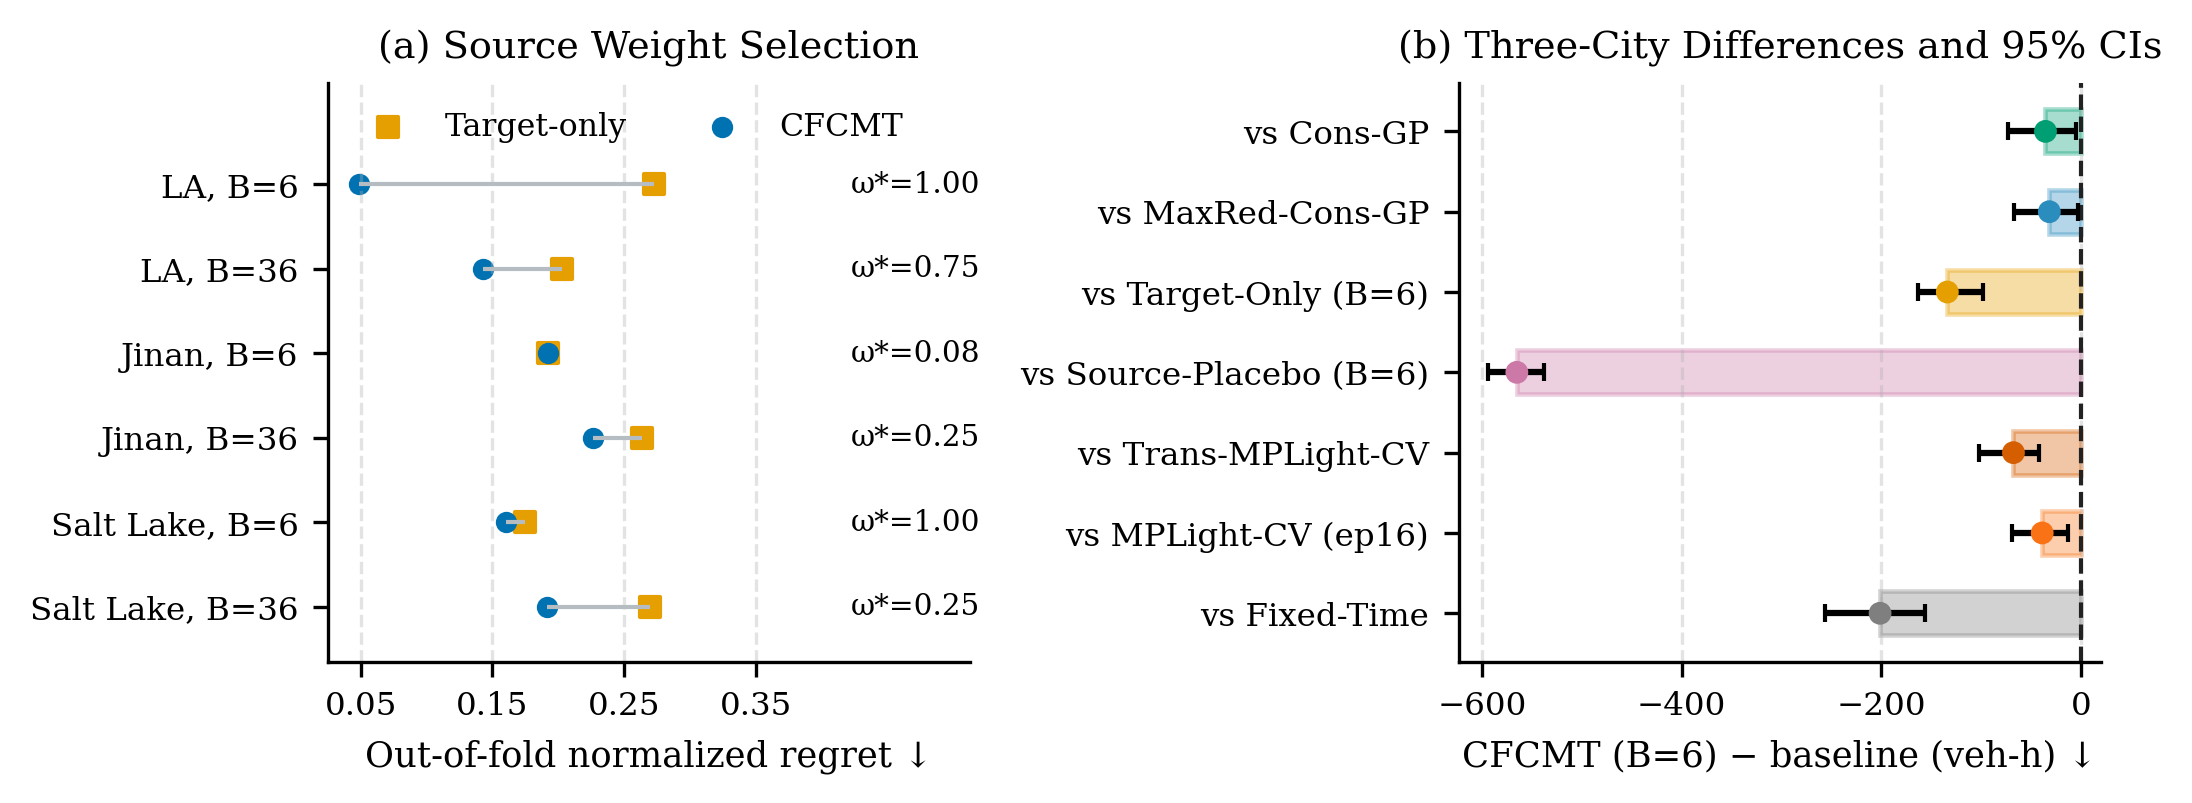 (a) Source Weight Selection
Target-only
CFCMT
LA, B=6
ω*=1.00
LA, B=36
ω*=0.75
Jinan, B=6
ω*=0.08
Jinan, B=36
ω*=0.25
Salt Lake, B=6
ω*=1.00
Salt Lake, B=36
ω*=0.25
0.05
0.15
0.25
0.35
Out-of-fold normalized regret ↓
(b) Three-City Differences and 95% CIs
vs Cons-GP
vs MaxRed-Cons-GP
vs Target-Only (B=6)
vs Source-Placebo (B=6)
vs Trans-MPLight-CV
vs MPLight-CV (ep16)
vs Fixed-Time
−600
−400
−200
0
CFCMT (B=6) − baseline (veh-h) ↓